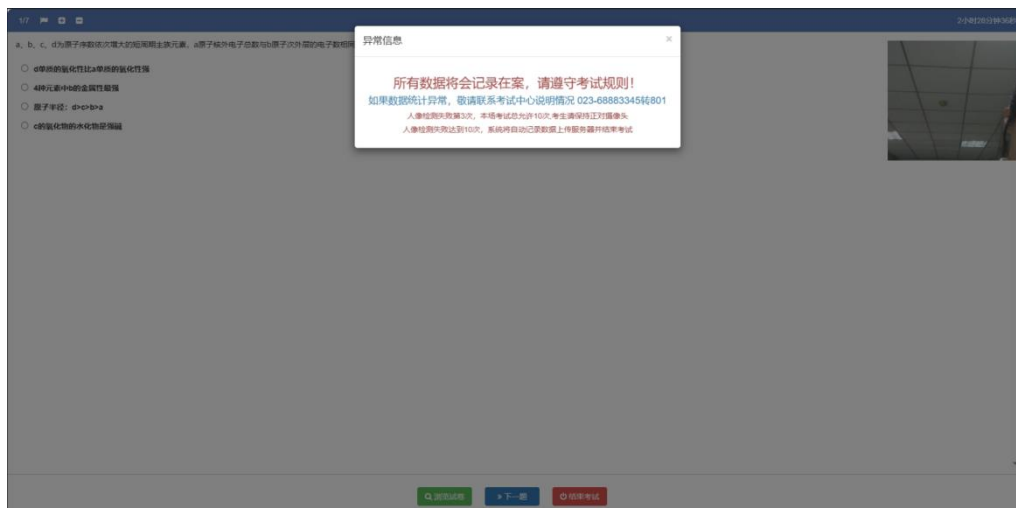 1/7
2小时28分钟36秒
a、b、c、d为原子序数依次增大的短周期主族元素，a原子核外电子总数与b原子次外层的电子数相同
d单质的氧化性比a单质的氧化性强
4种元素中b的金属性最强
原子半径：d>c>b>a
c的氧化物的水化物是强碱
异常信息
×
所有数据将会记录在案，请遵守考试规则！
如果数据统计异常，敬请联系考试中心说明情况 023-68883345转801
人像检测失败第3次，本场考试总允许10次,考生请保持正对摄像头
人像检测失败达到10次，系统将自动记录数据上传服务器并结束考试
浏览试卷
下一题
结束考试